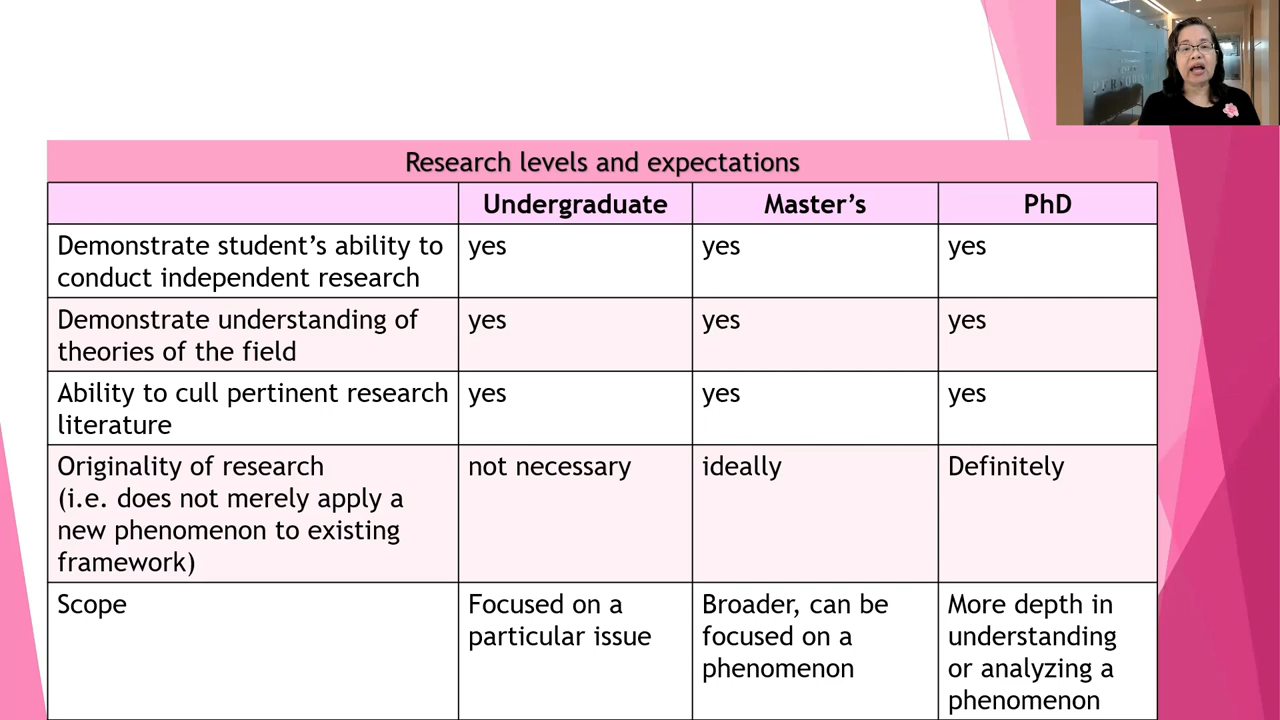 Research levels and expectations
Undergraduate Master's PhD
Demonstrate student's ability to yes yes yes
conduct independent research
Demonstrate understanding of yes yes yes
theories of the field
Ability to cull pertinent research yes yes yes
literature
Originality of research not necessary ideally Definitely
(i.e. does not merely apply a
new phenomenon to existing
framework)
Scope Focused on a Broader, can be More depth in
particular issue focused on a understanding
phenomenon or analyzing a
phenomenon